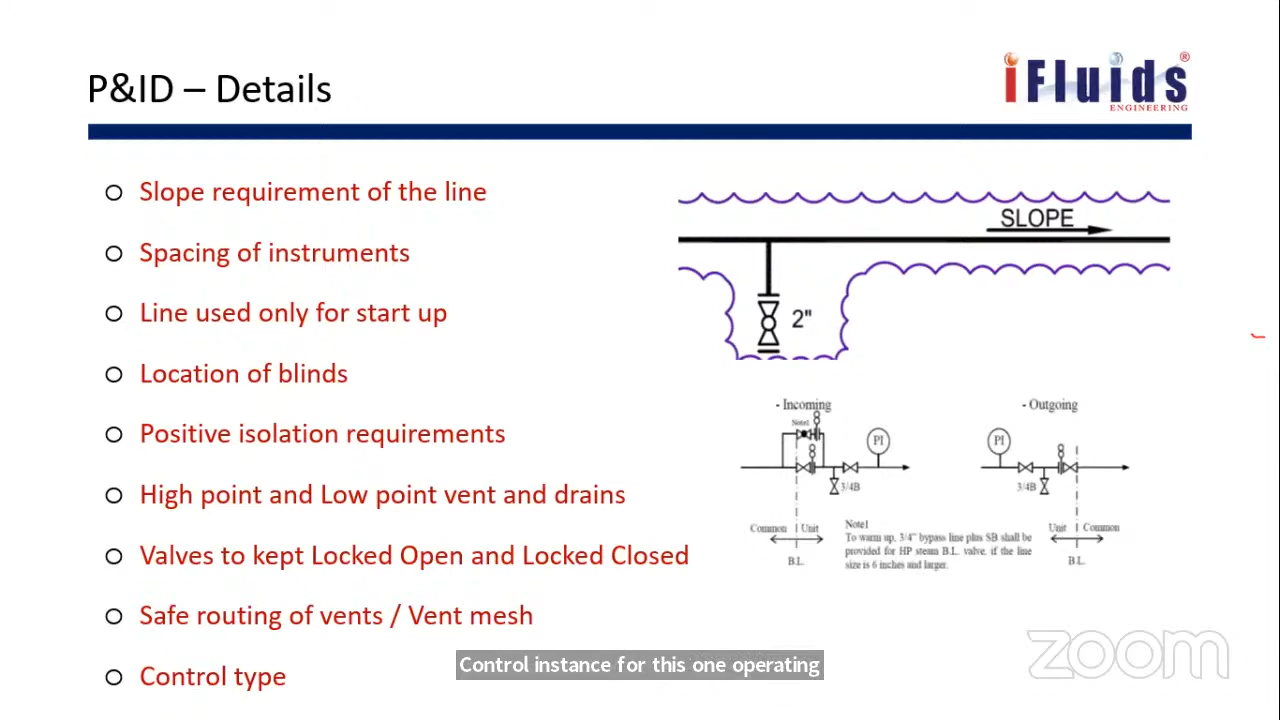 P&ID – Details
iFluids®
ENGINEERING
Slope requirement of the line
Spacing of instruments
Line used only for start up
Location of blinds
Positive isolation requirements
High point and Low point vent and drains
Valves to kept Locked Open and Locked Closed
Safe routing of vents / Vent mesh
Control type
SLOPE
2"
- Incoming
Note1
PI
3/4B
Common Unit
B.L.
- Outgoing
PI
3/4B
Unit Common
B.L.
Note1
To warm up, 3/4" bypass line plus SB shall be
provided for HP steam B.L. valve, if the line
size is 6 inches and larger.
zoom
Control instance for this one operating